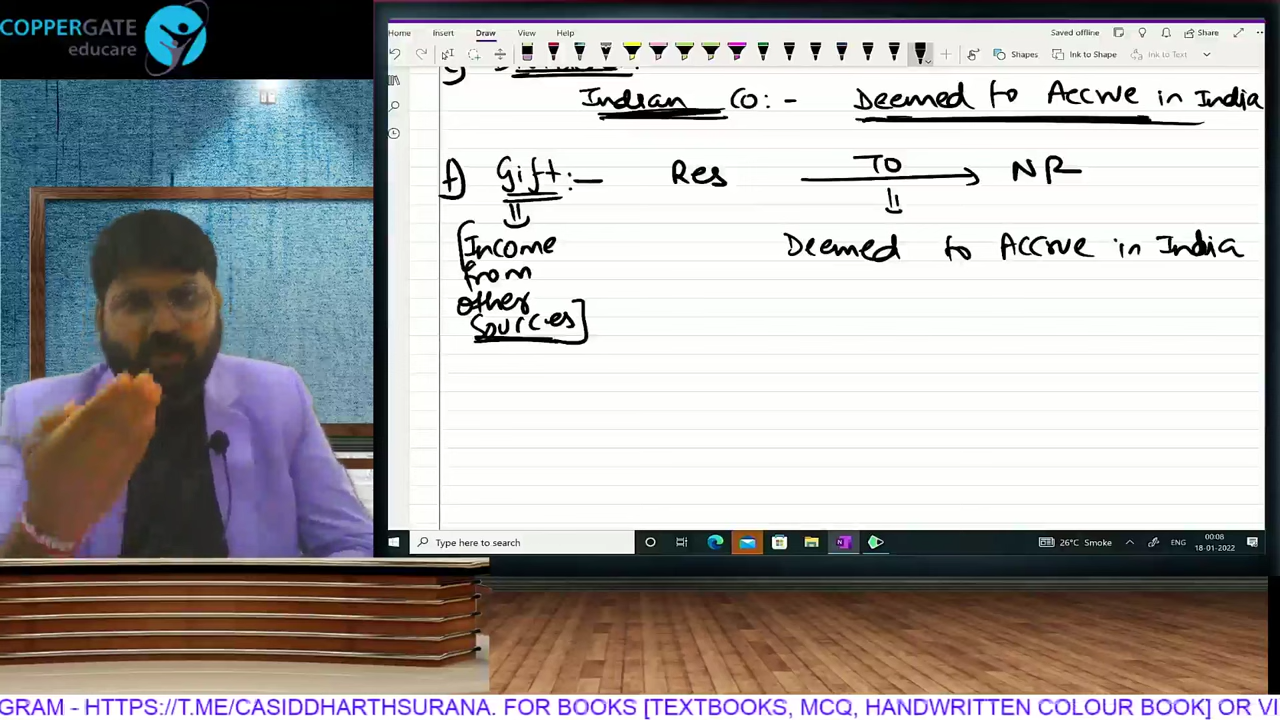 COPPERGATE
educare
Home Insert Draw View Help
Saved offline
Share
Shapes
Ink to Shape
Ink to Text
Indian Co:- Deemed to Accrue in India
f) Gift:- Res TO NR
[Income from other sources]
Deemed to Accrue in India
Type here to search
26°C Smoke
ENG
00:08
18-01-2022
GRAM - HTTPS://T.ME/CASIDDHARTHSURANA. FOR BOOKS [TEXTBOOKS, MCQ, HANDWRITTEN COLOUR BOOK] OR VI